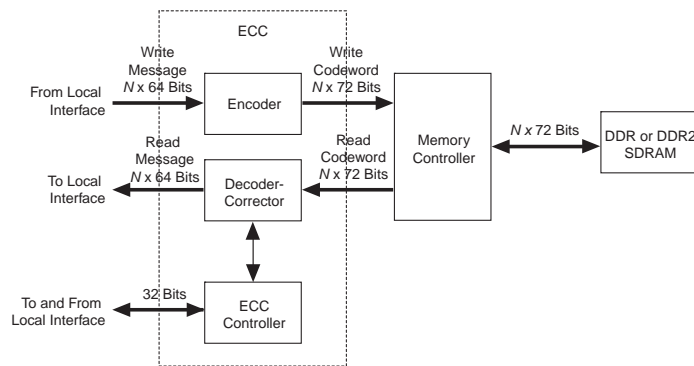 ECC
Write
Message
N x 64 Bits
Write
Codeword
N x 72 Bits
From Local
Interface
Encoder
Read
Message
N x 64 Bits
Read
Codeword
N x 72 Bits
Memory
Controller
N x 72 Bits
DDR or DDR2
SDRAM
To Local
Interface
Decoder-
Corrector
To and From
Local Interface
32 Bits
ECC
Controller